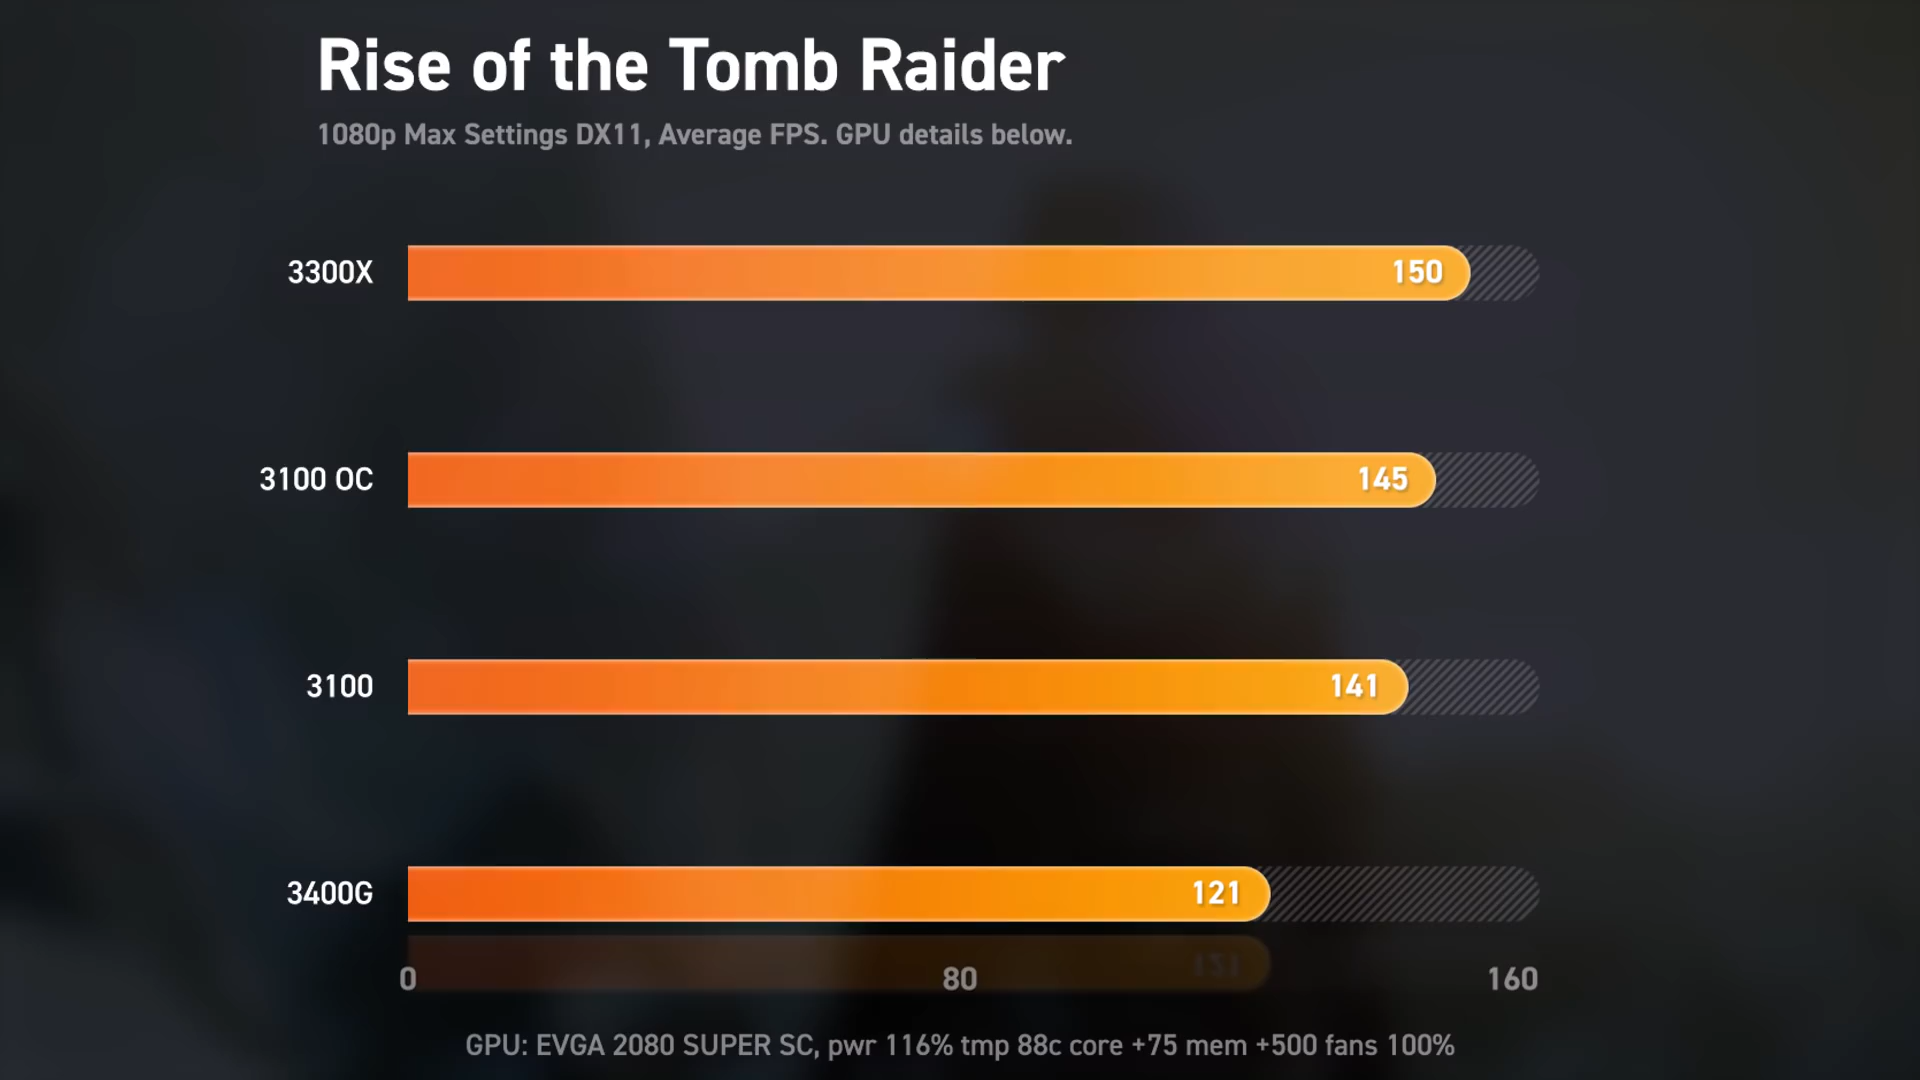 Rise of the Tomb Raider
1080p Max Settings DX11, Average FPS. GPU details below.
3300X 150
3100 OC 145
3100 141
3400G 121
0 80 160
GPU: EVGA 2080 SUPER SC, pwr 116% tmp 88c core +75 mem +500 fans 100%